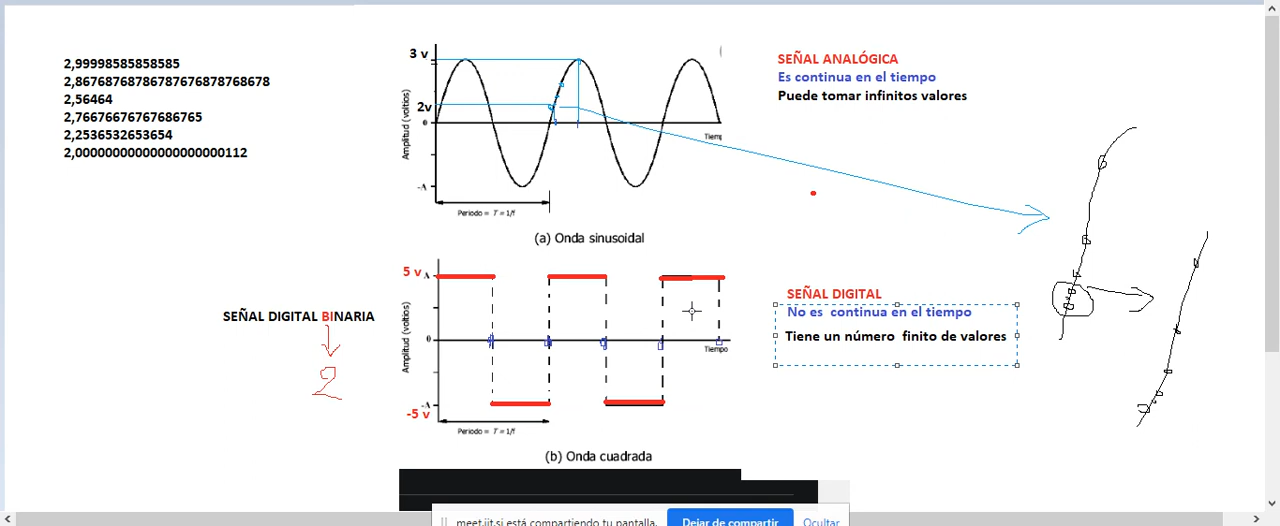 2,99998585858585
2,867687687867876768787​68678
2,56464
2,76676676767686765
2,2536532653654
2,00000000000000000000112
3 v
2v
0
-A
Amplitud (voltios)
Tiemp
Periodo = T = 1/f
(a) Onda sinusoidal
SEÑAL ANALÓGICA
Es continua en el tiempo
Puede tomar infinitos valores
SEÑAL DIGITAL BINARIA
2
5 v A
0
-A
-5 v
Amplitud (voltios)
Tiempo
Periodo = T = 1/f
(b) Onda cuadrada
SEÑAL DIGITAL
No es continua en el tiempo
Tiene un número finito de valores
meet.jit.si está compartiendo tu pantalla.
Dejar de compartir
Ocultar